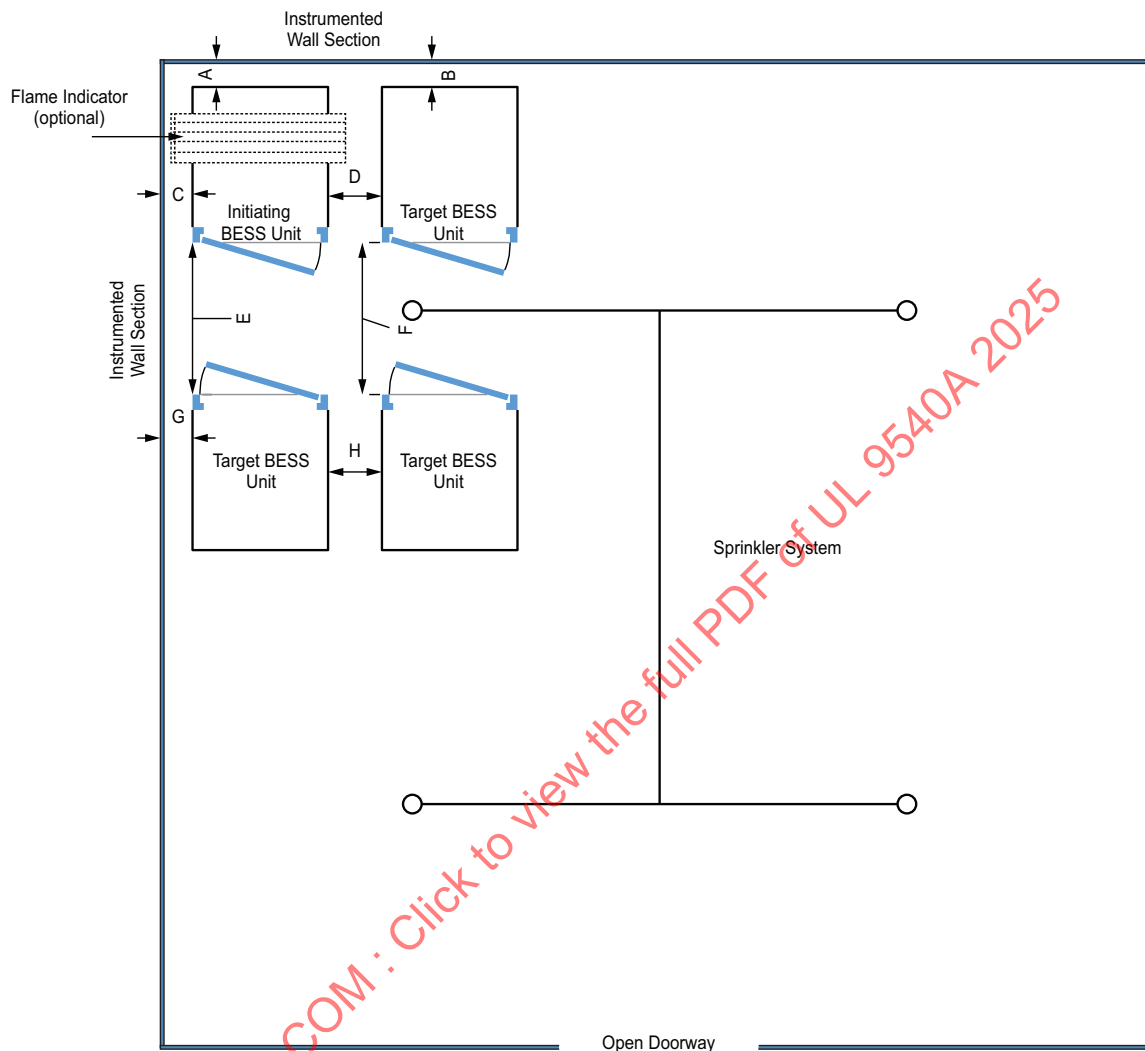 Instrumented
Wall Section
A
B
Flame Indicator
(optional)
C
D
Initiating
BESS Unit
Target BESS
Unit
Instrumented
Wall Section
E
F
G
H
Target BESS
Unit
Target BESS
Unit
Sprinkler System
Open Doorway
COM : Click to view the full PDF of UL 9540A 2025